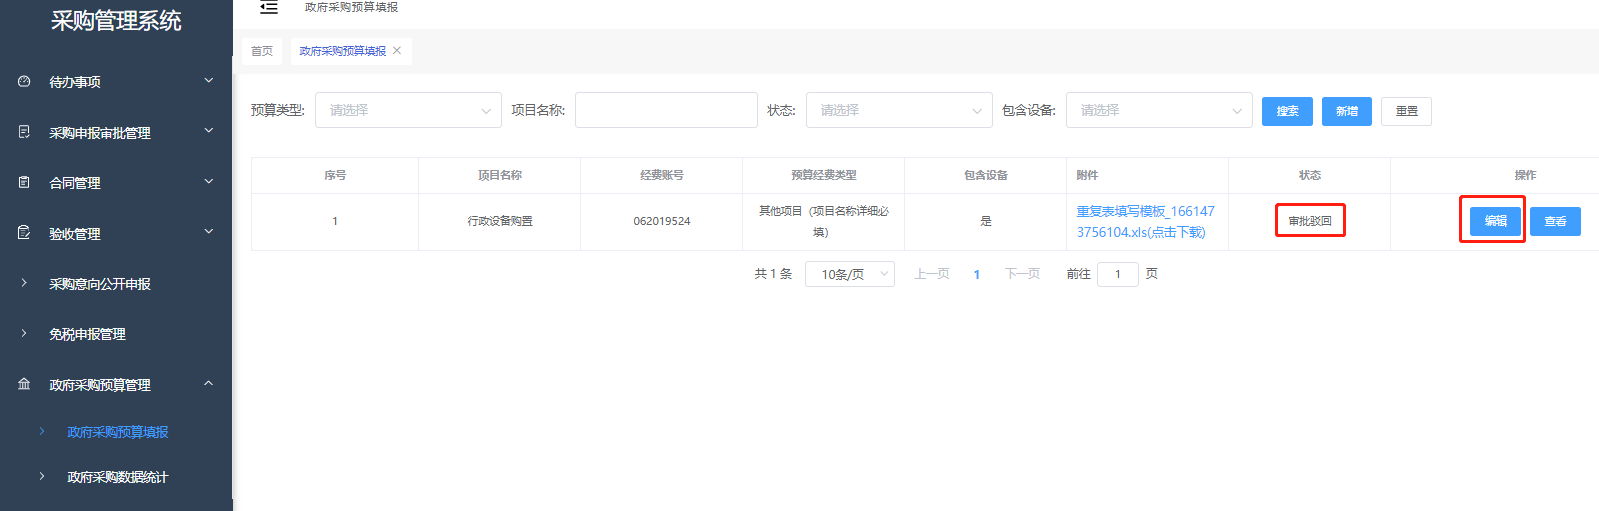 采购管理系统
政府采购预算填报
首页
政府采购预算填报
待办事项
采购申报审批管理
合同管理
验收管理
采购意向公开申报
免税申报管理
政府采购预算管理
政府采购预算填报
政府采购数据统计
预算类型: 请选择 项目名称: 状态: 请选择 包含设备: 请选择 搜索 新增 重置
序号 项目名称 经费账号 预算经费类型 包含设备 附件 状态 操作
1 行政设备购置 062019524 其他项目（项目名称详细必 是 重复表填写模板_166147 审批驳回 编辑 查看
填） 3756104.xls(点击下载)
共 1 条 10条/页 上一页 1 下一页 前往 1 页